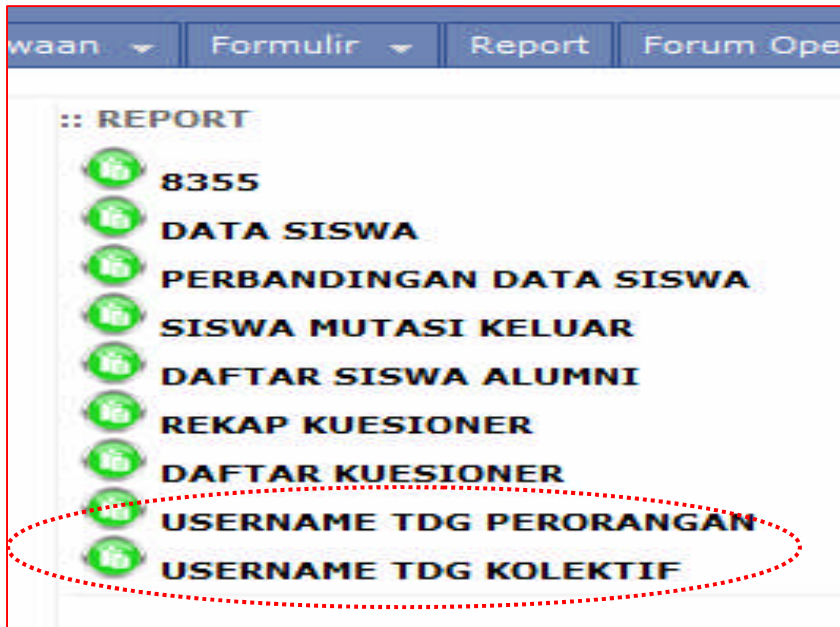 waan Formulir Report Forum Ope
:: REPORT
8355
DATA SISWA
PERBANDINGAN DATA SISWA
SISWA MUTASI KELUAR
DAFTAR SISWA ALUMNI
REKAP KUESIONER
DAFTAR KUESIONER
USERNAME TDG PERORANGAN
USERNAME TDG KOLEKTIF